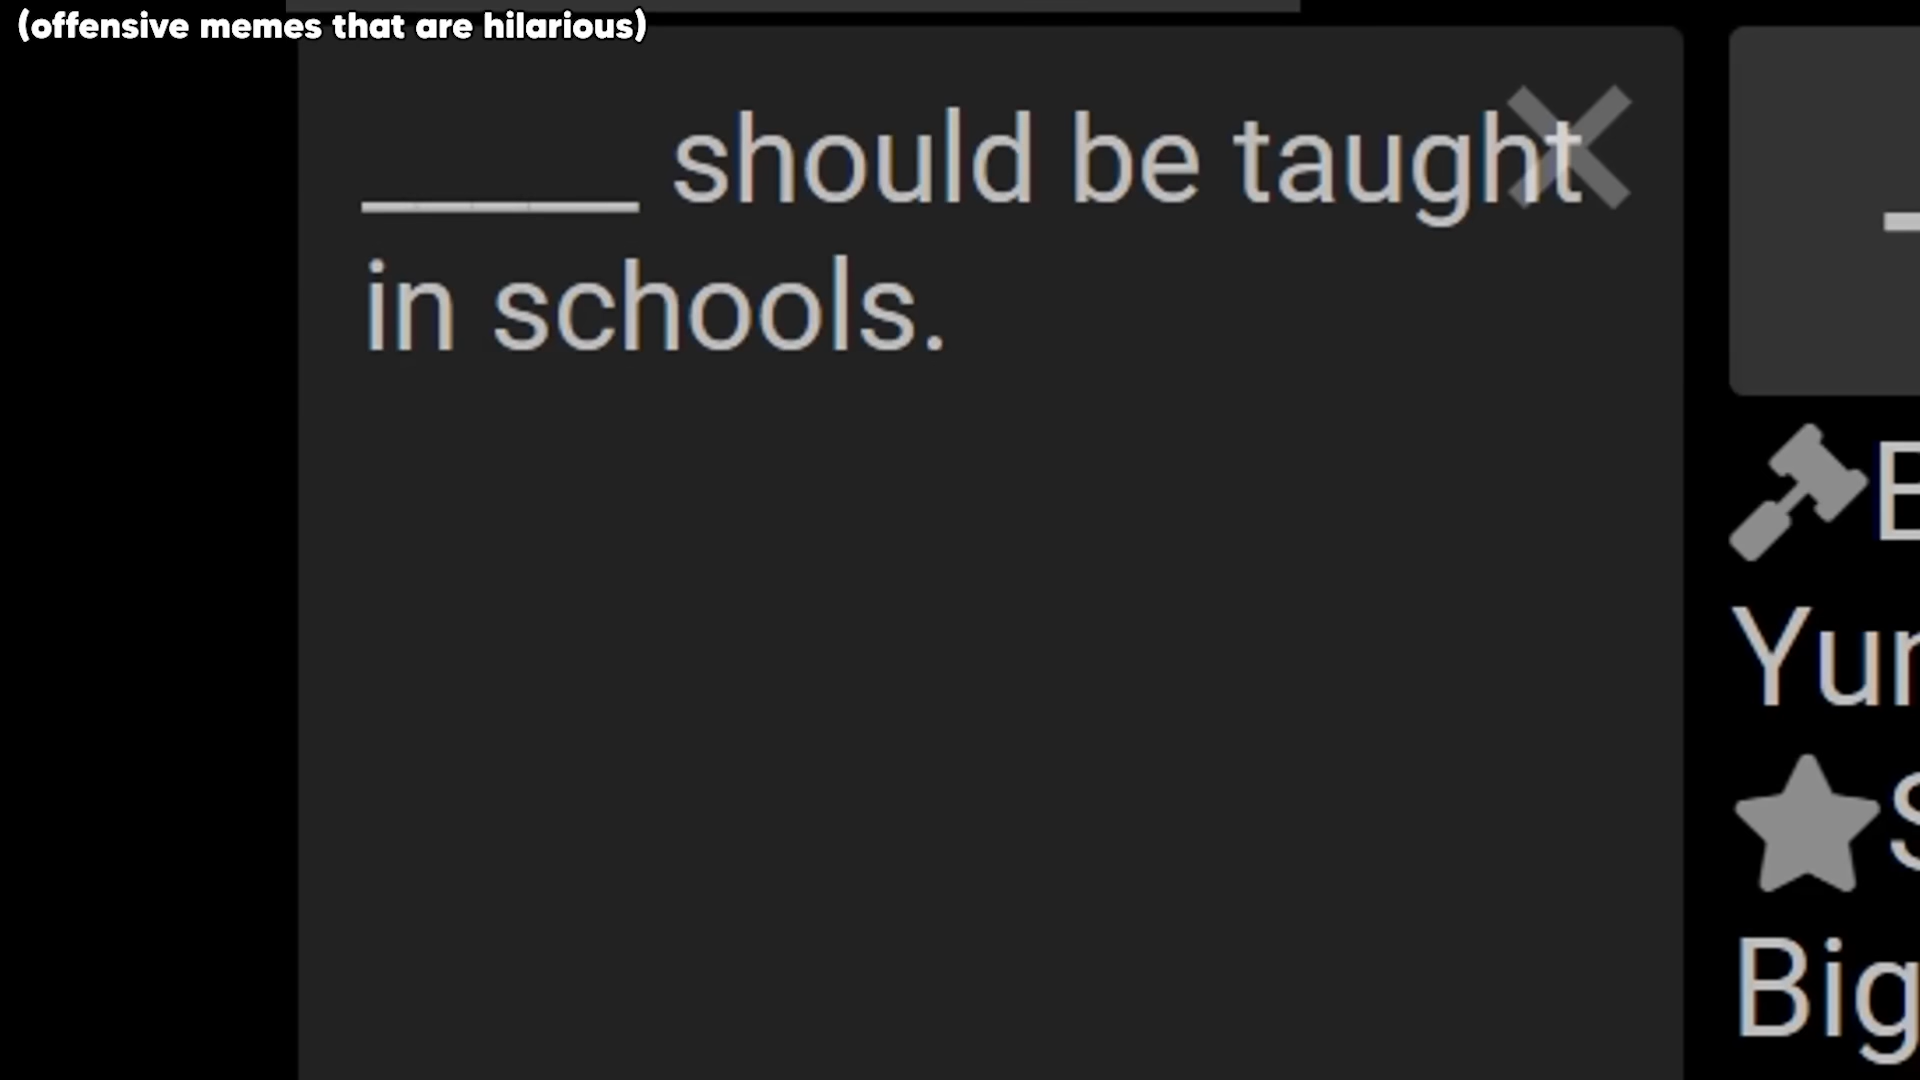 (offensive memes that are hilarious)
_____ should be taught
in schools.
Big